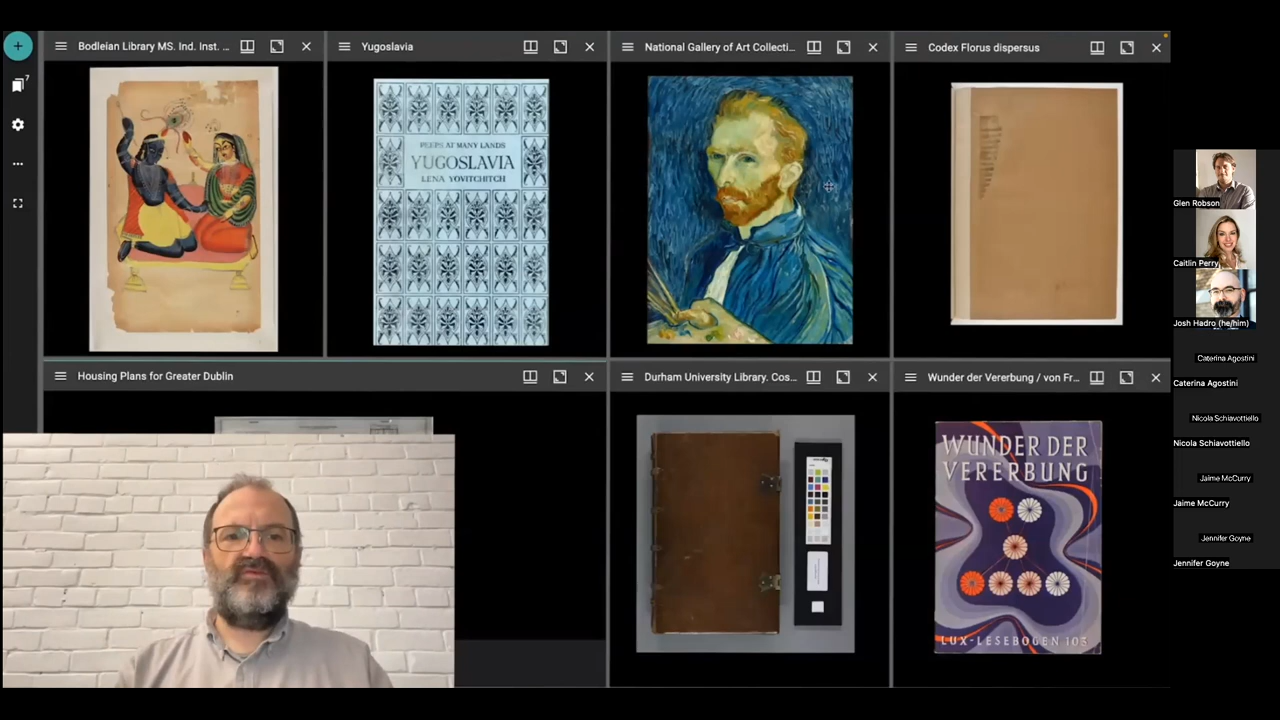 Bodleian Library MS. Ind. Inst. ...
Yugoslavia
National Gallery of Art Collecti...
Codex Florus dispersus
7
PEEPS AT MANY LANDS
YUGOSLAVIA
LENA YOVITCHITCH
Housing Plans for Greater Dublin
Durham University Library. Cos...
Wunder der Vererbung / von Fr...
WUNDER DER
VERERBUNG
LUX-LESEBOGEN 103
Glen Robson
Caitlin Perry
Josh Hadro (he/him)
Caterina Agostini
Caterina Agostini
Nicola Schiavottiello
Nicola Schiavottiello
Jaime McCurry
Jaime McCurry
Jennifer Goyne
Jennifer Goyne